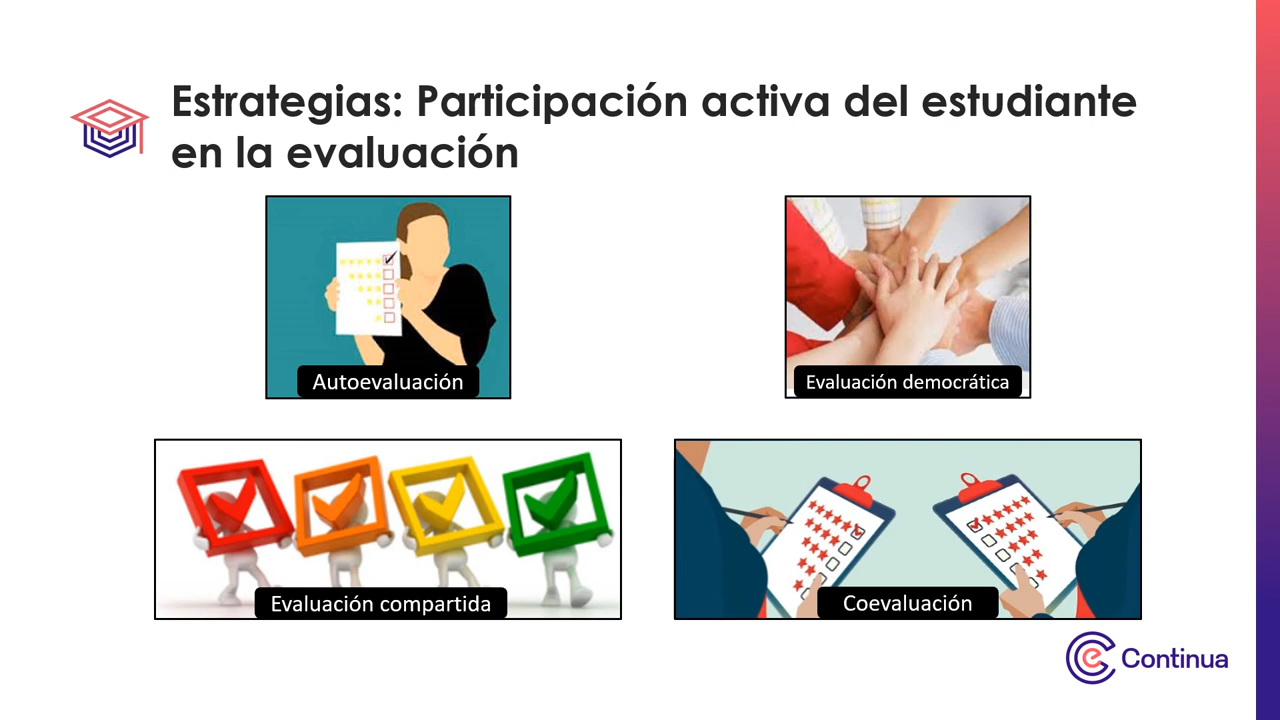 Estrategias: Participación activa del estudiante
en la evaluación
Autoevaluación
Evaluación democrática
Evaluación compartida
Coevaluación
e Continua